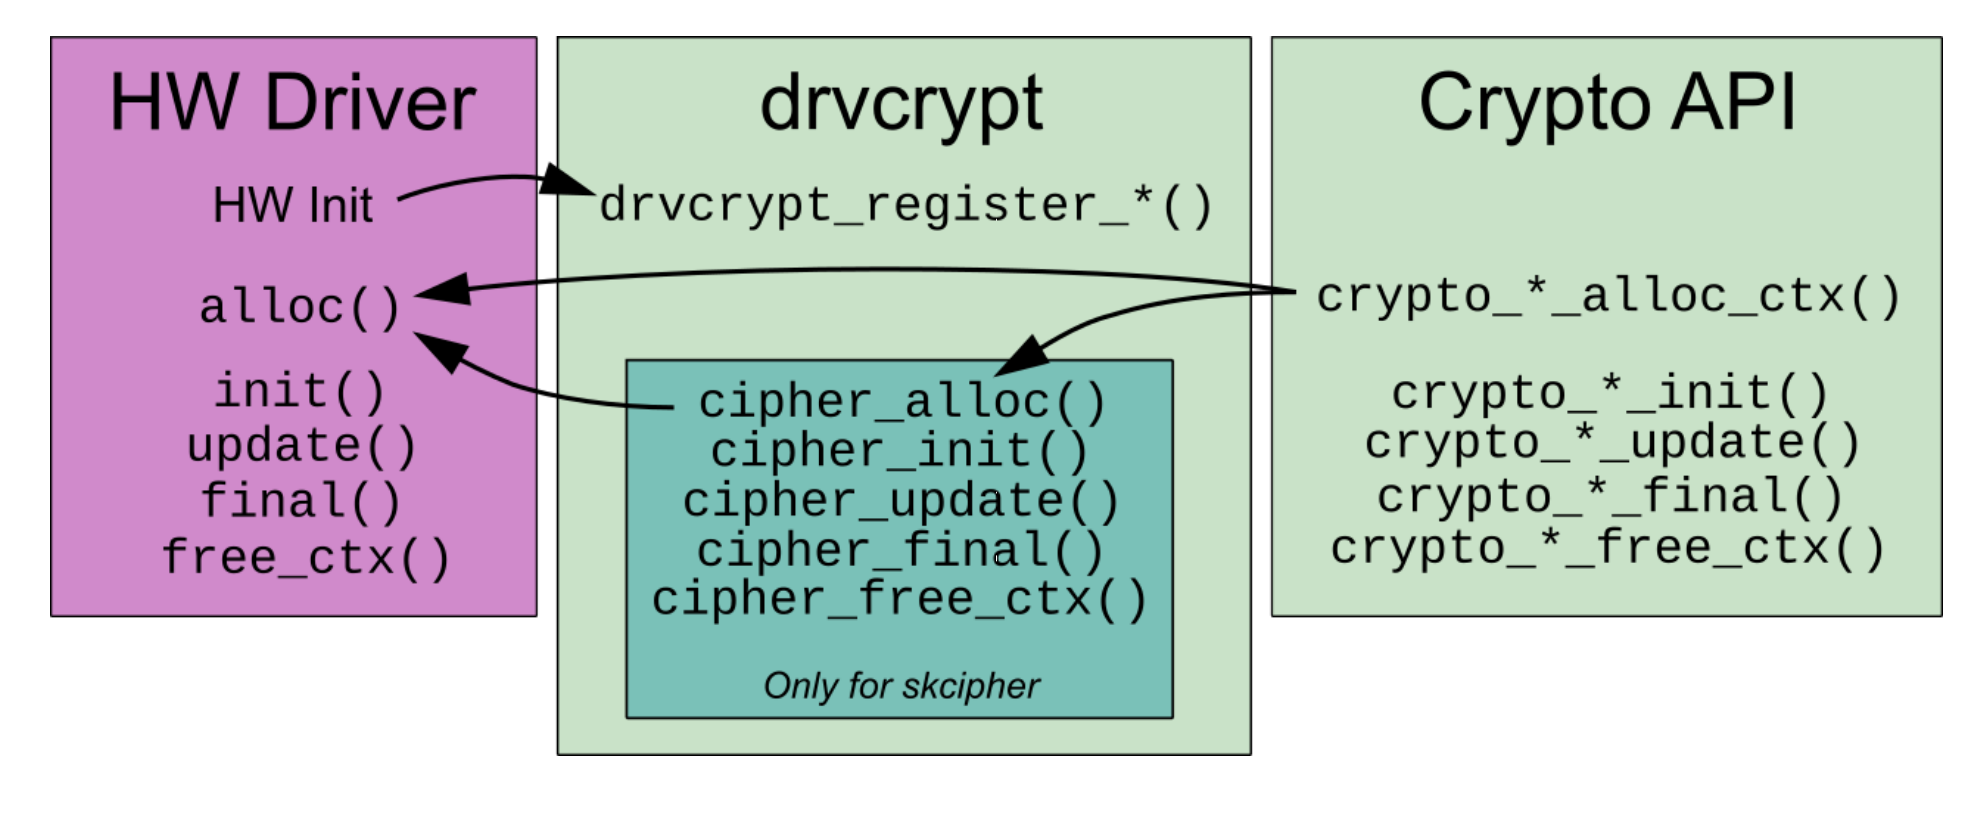 HW Driver
HW Init
alloc()
init()
update()
final()
free_ctx()
drvcrypt
drvcrypt_register_*()
cipher_alloc()
cipher_init()
cipher_update()
cipher_final()
cipher_free_ctx()
Only for skcipher
Crypto API
crypto_*_alloc_ctx()
crypto_*_init()
crypto_*_update()
crypto_*_final()
crypto_*_free_ctx()